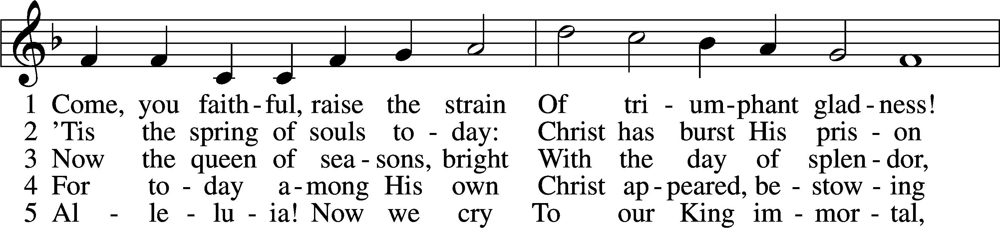 1 Come, you faith - ful, raise the strain Of tri - um - phant glad - ness!
2 ’Tis the spring of souls to - day: Christ has burst His pris - on
3 Now the queen of sea - sons, bright With the day of splen - dor,
4 For to - day a - mong His own Christ ap - peared, be - stow - ing
5 Al - le - lu - ia! Now we cry To our King im - mor - tal,